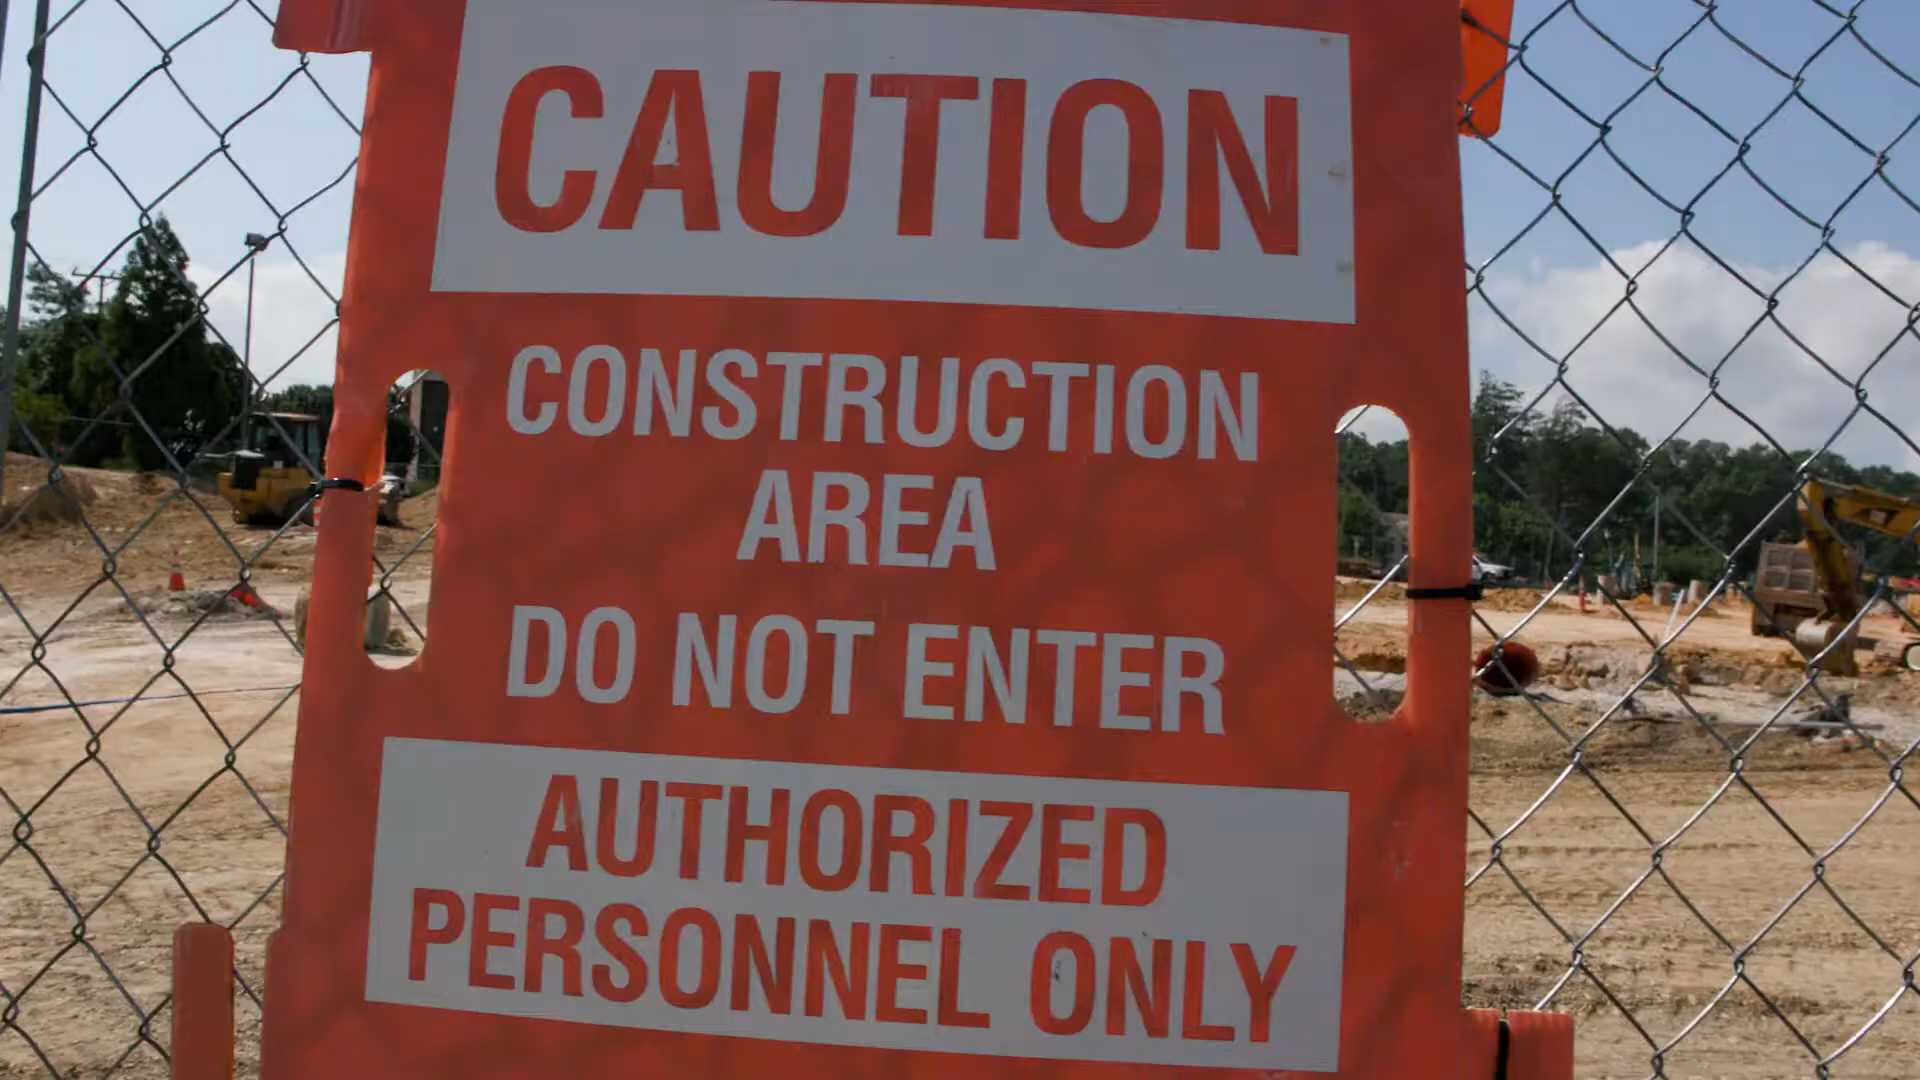 CAUTION
CONSTRUCTION
AREA
DO NOT ENTER
AUTHORIZED
PERSONNEL ONLY